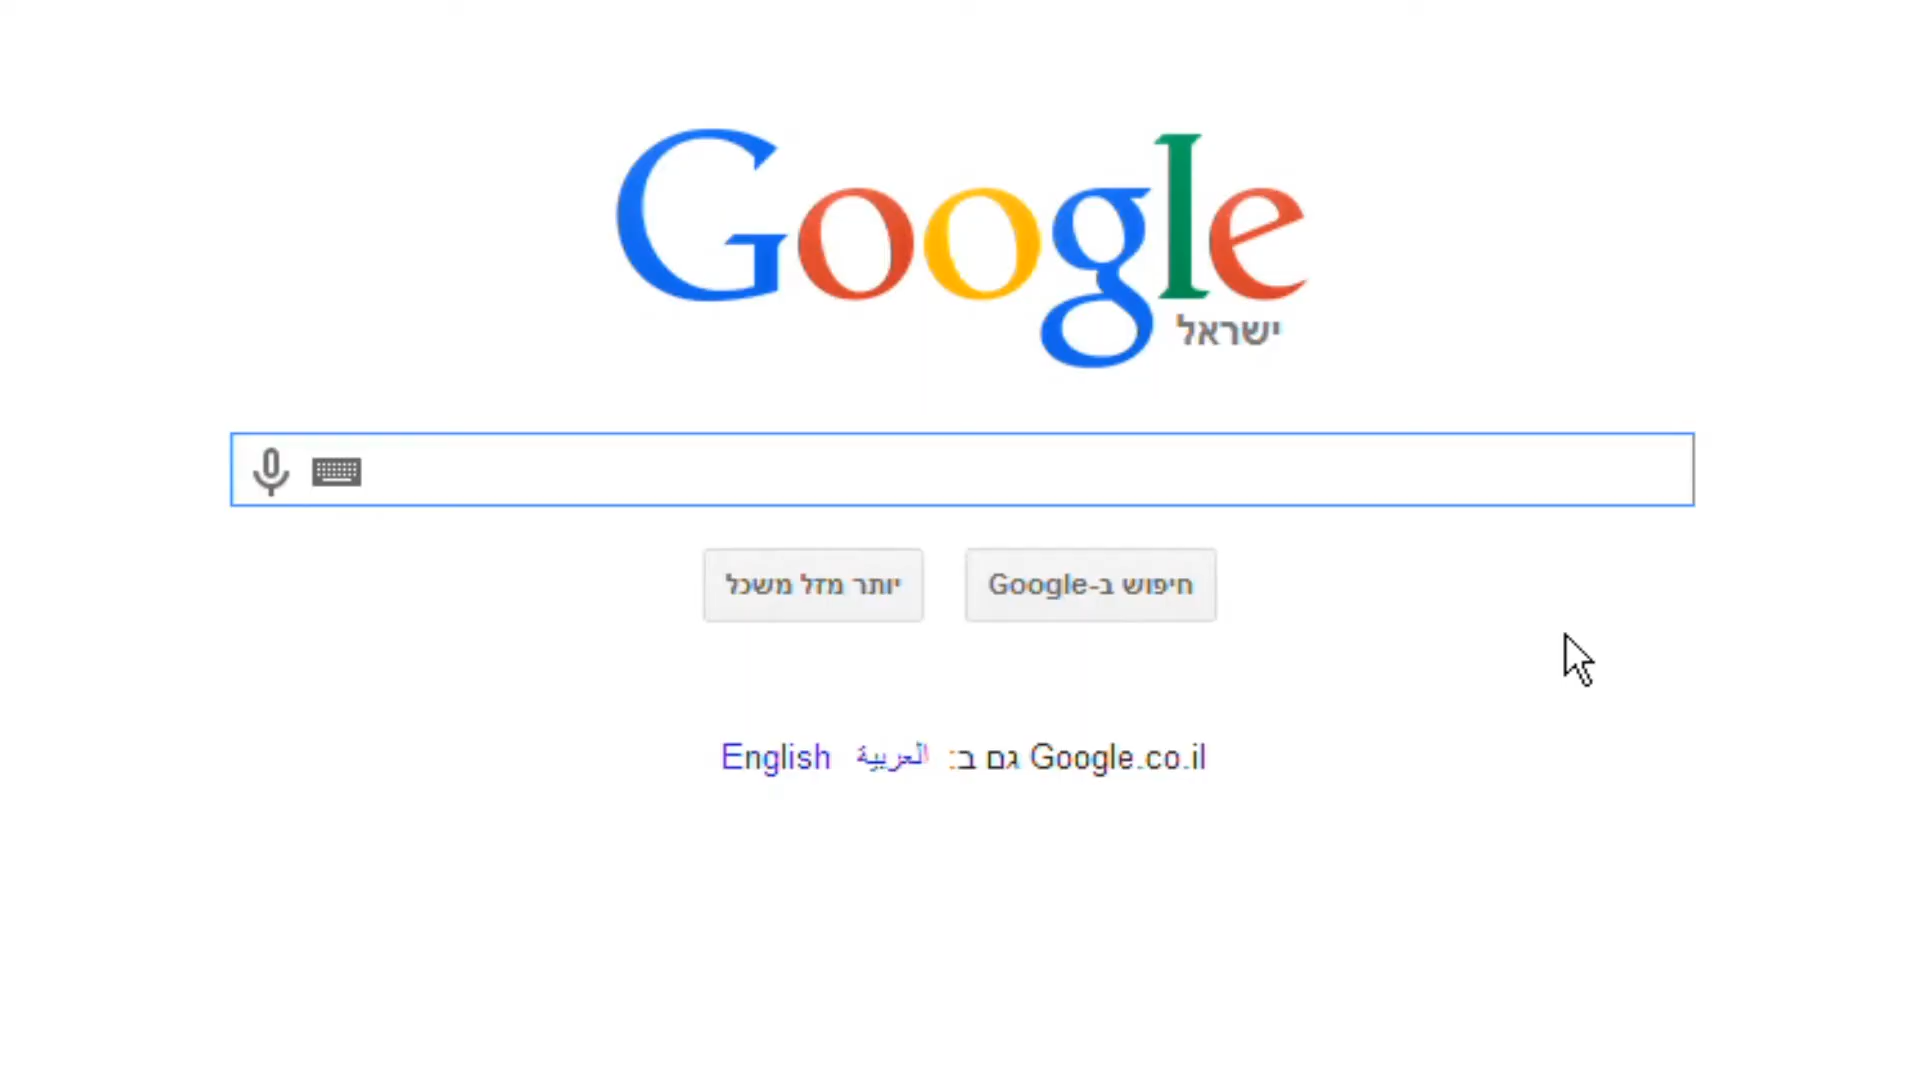 Google
ישראל
חיפוש ב-Google
יותר מזל משכל
Google.co.il גם ב: العربية English